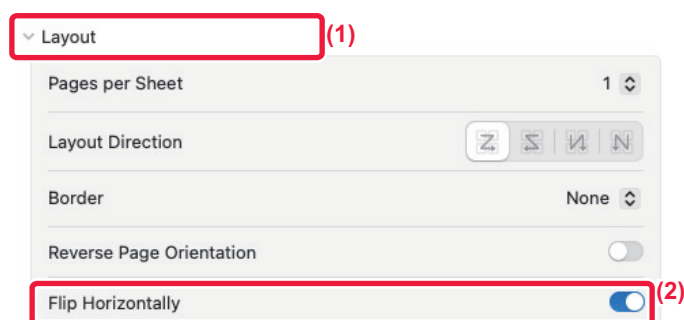 Layout (1)
Pages per Sheet 1
Layout Direction
Border None
Reverse Page Orientation
Flip Horizontally (2)